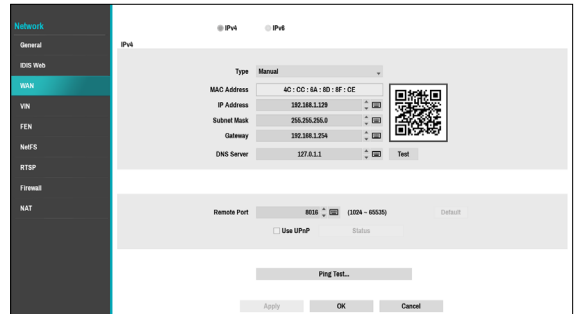 Network
General
IDIS Web
WAN
VIN
FEN
NetFS
RTSP
Firewall
NAT
IPv4 IPv6
IPv4
Type Manual
MAC Address 4C : CC : 6A : 8D : 8F : CE
IP Address 192.168.1.129
Subnet Mask 255.255.255.0
Gateway 192.168.1.254
DNS Server 127.0.1.1 Test
Remote Port 8016 (1024 ~ 65535) Default
Use UPnP Status
Ping Test...
Apply OK Cancel